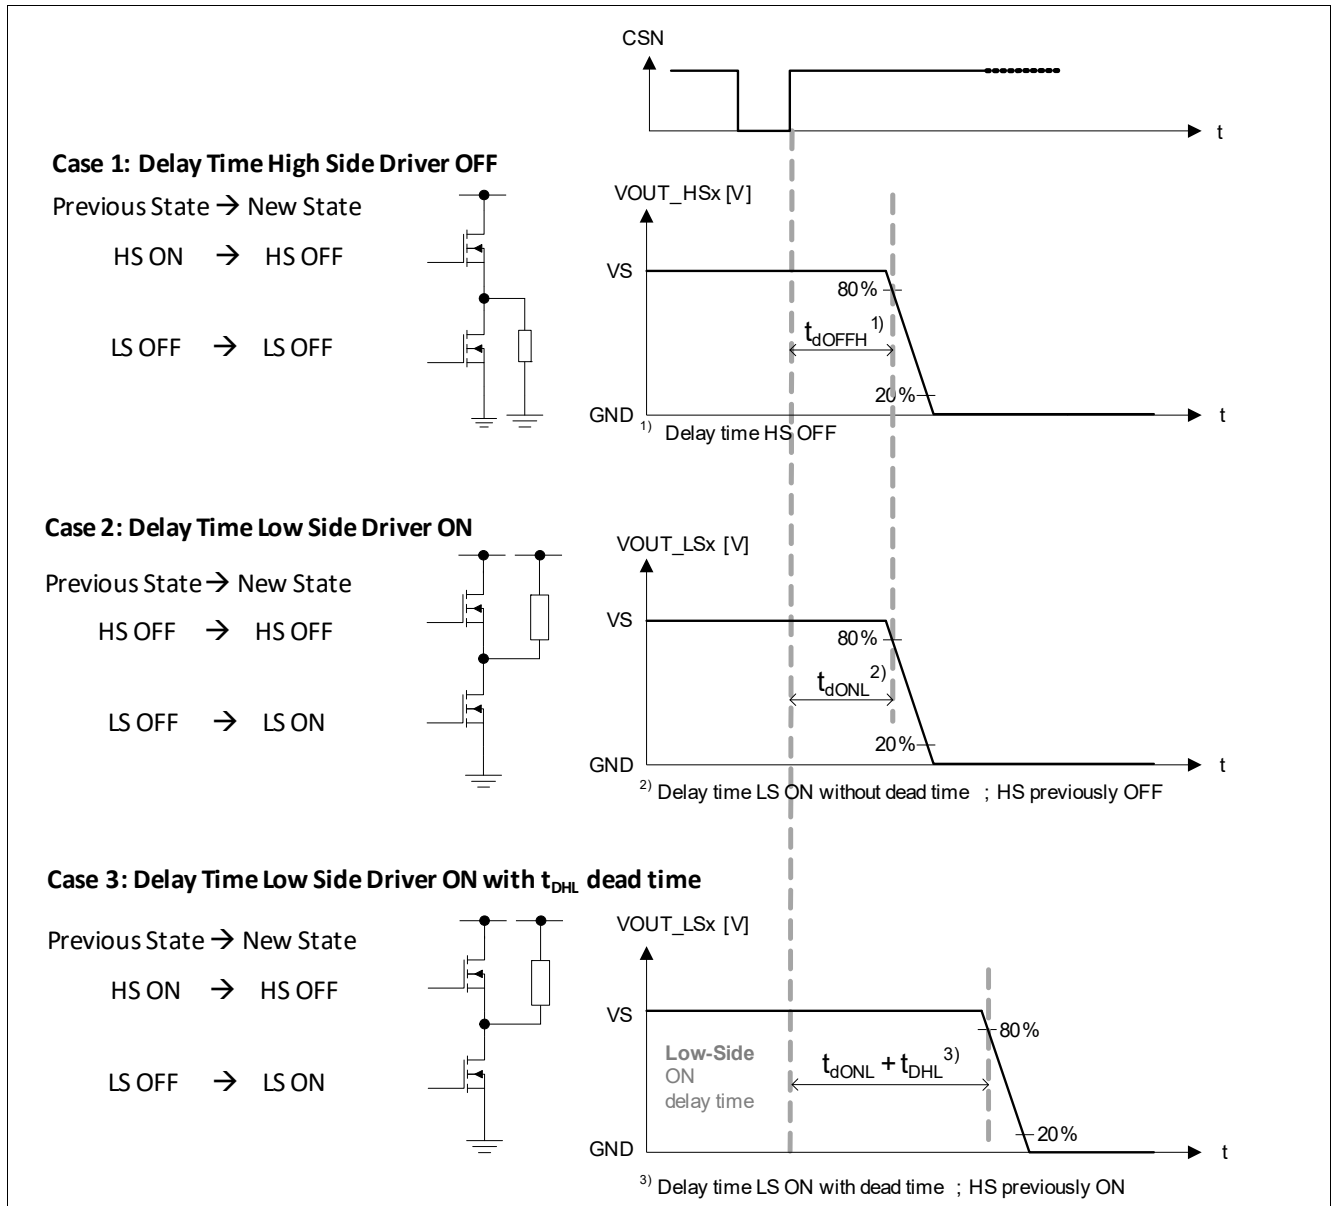 CSN
t
Case 1: Delay Time High Side Driver OFF
Previous State → New State
HS ON → HS OFF
LS OFF → LS OFF
VOUT_HSx [V]
VS
80%
tdOFFH 1)
20%
GND
t
1) Delay time HS OFF
Case 2: Delay Time Low Side Driver ON
Previous State → New State
HS OFF → HS OFF
LS OFF → LS ON
VOUT_LSx [V]
VS
80%
tdONL 2)
20%
GND
t
2) Delay time LS ON without dead time ; HS previously OFF
Case 3: Delay Time Low Side Driver ON with tDHL dead time
Previous State → New State
HS ON → HS OFF
LS OFF → LS ON
VOUT_LSx [V]
VS
80%
Low-Side
ON
delay time
tdONL + tDHL 3)
20%
GND
t
3) Delay time LS ON with dead time ; HS previously ON